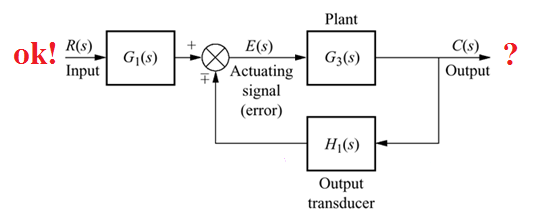 Plant
ok! R(s) G₁(s) + E(s) G₃(s) C(s) ?
Input Actuating Output
∓ signal
(error)
H₁(s)
Output
transducer